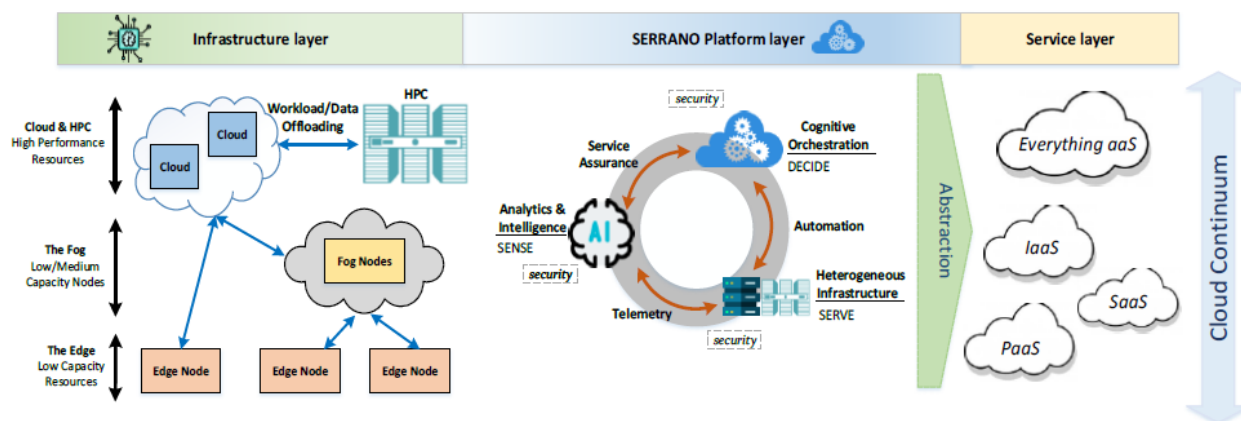 Infrastructure layer
SERRANO Platform layer
Service layer
Cloud & HPC
High Performance
Resources
Cloud
Cloud
Workload/Data
Offloading
HPC
The Fog
Low/Medium
Capacity Nodes
Fog Nodes
The Edge
Low Capacity
Resources
Edge Node
Edge Node
Edge Node
security
Cognitive
Orchestration
DECIDE
Service
Assurance
Analytics &
Intelligence
SENSE
AI
security
Automation
Heterogeneous
Infrastructure
SERVE
Telemetry
security
Abstraction
Everything aaS
IaaS
SaaS
PaaS
Cloud Continuum